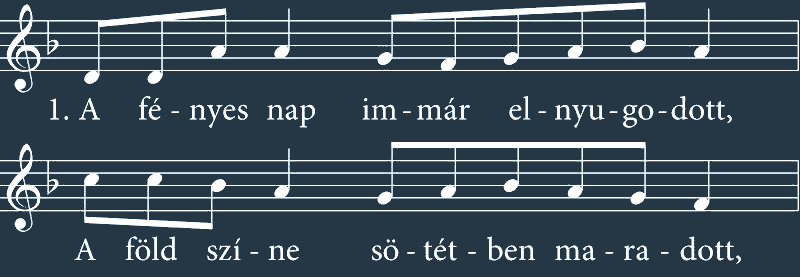 1. A fé - nyes nap im - már el - nyu - go - dott,
A föld szí - ne sö - tét - ben ma - ra - dott,